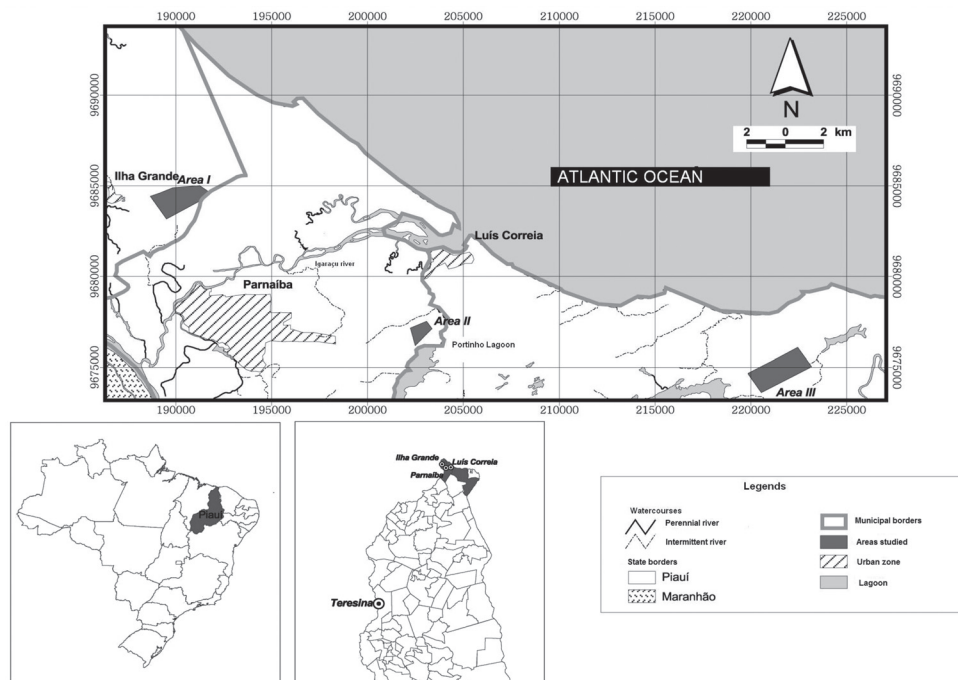 190000 195000 200000 205000 210000 215000 220000 225000
9690000 9690000
N
2 0 2 km
Ilha Grande Area I
ATLANTIC OCEAN
9685000 9685000
Luís Correia
Igaraçu river
9680000 9680000
Parnaíba
Area II
Portinho Lagoon
9675000 9675000
Area III
190000 195000 200000 205000 210000 215000 220000 225000
Piauí
Ilha Grande Luís Correia
Parnaíba
Teresina
Legends
Watercourses
Perennial river
Intermittent river
State borders
Piauí
Maranhão
Municipal borders
Areas studied
Urban zone
Lagoon